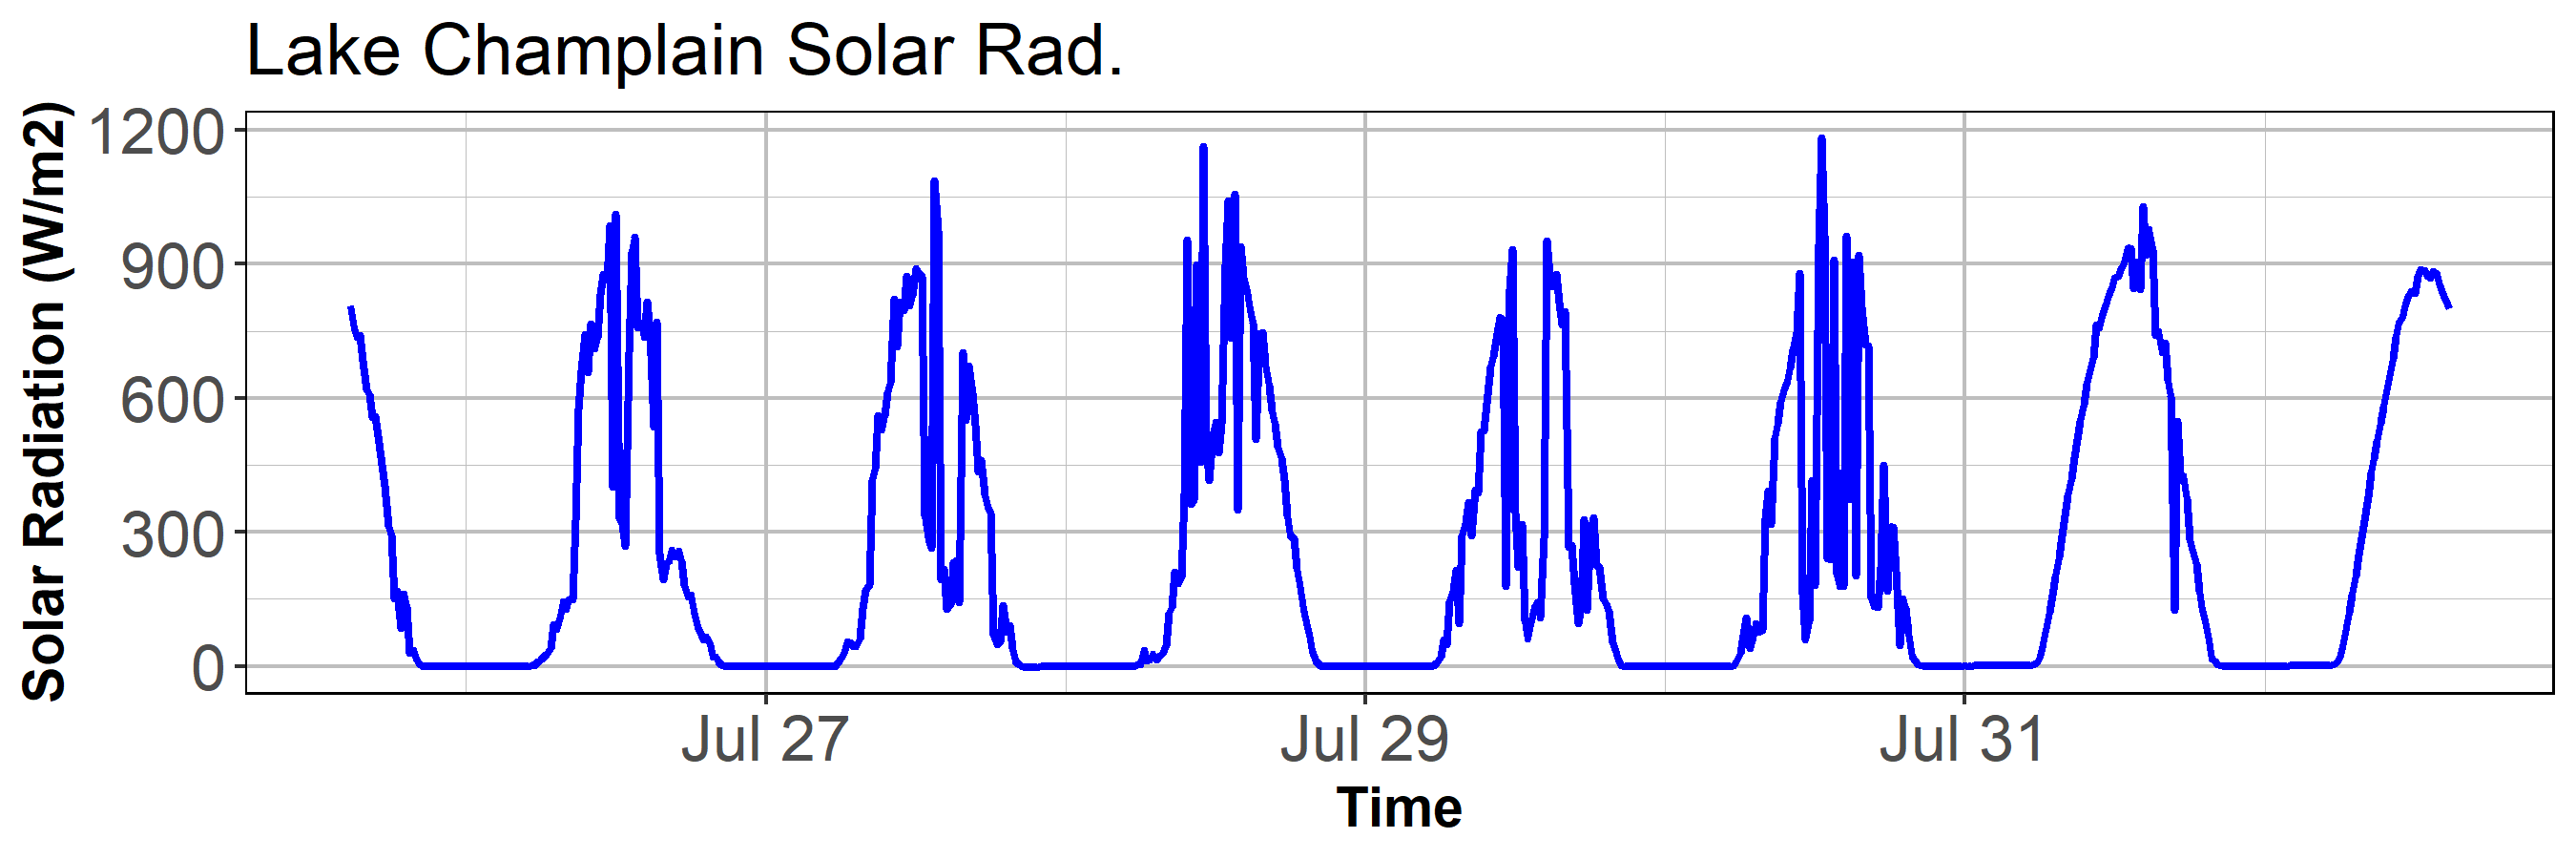 Lake Champlain Solar Rad.
Solar Radiation (W/m2)
1200
900
600
300
0
Jul 27
Jul 29
Jul 31
Time